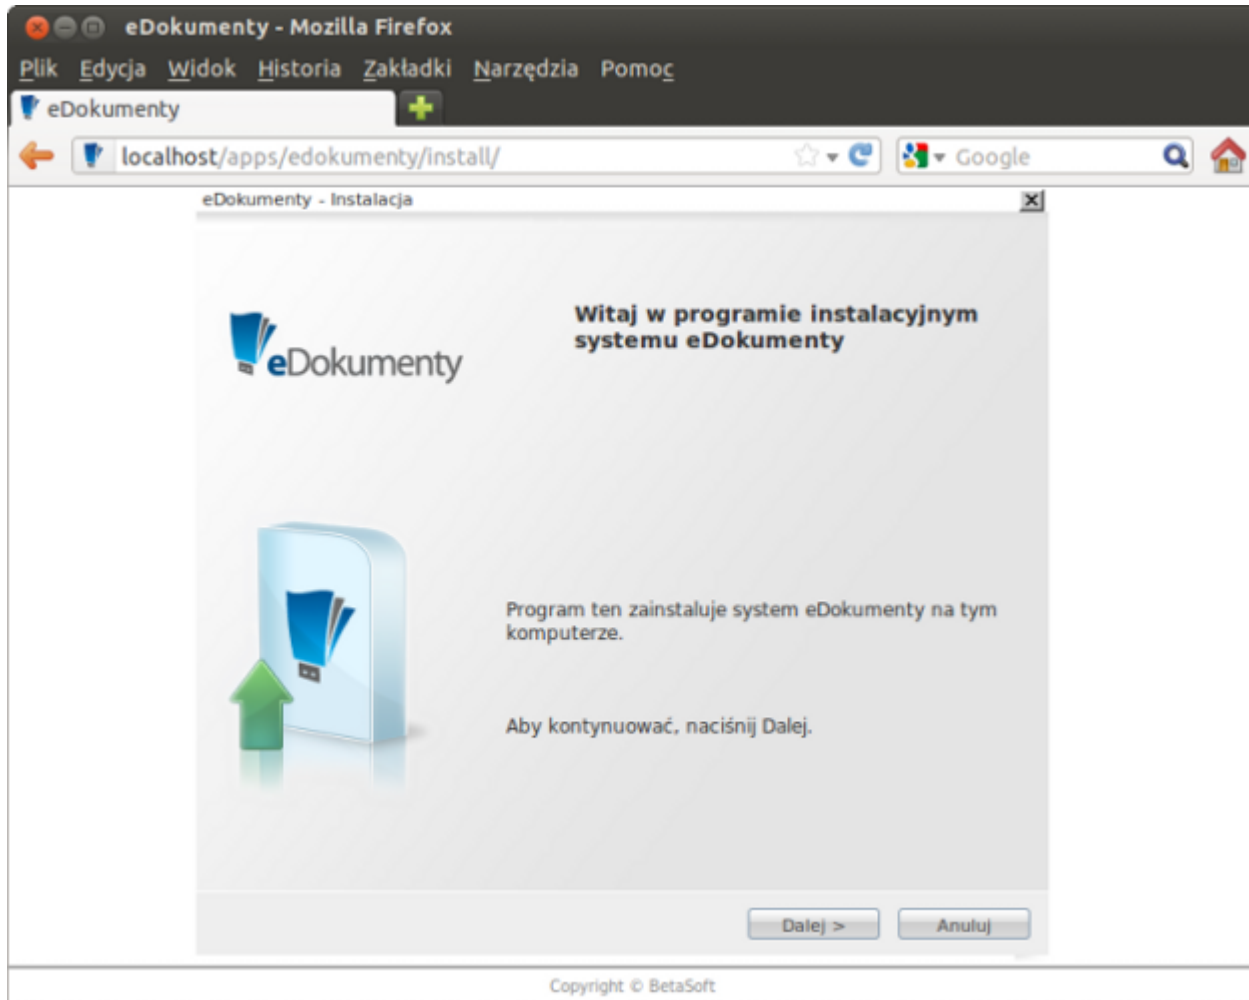 eDokumenty - Mozilla Firefox
Plik Edycja Widok Historia Zakładki Narzędzia Pomoc
eDokumenty
localhost/apps/edokumenty/install/ Google
eDokumenty - Instalacja
eDokumenty
Witaj w programie instalacyjnym
systemu eDokumenty
Program ten zainstaluje system eDokumenty na tym
komputerze.
Aby kontynuować, naciśnij Dalej.
Dalej > Anuluj
Copyright © BetaSoft